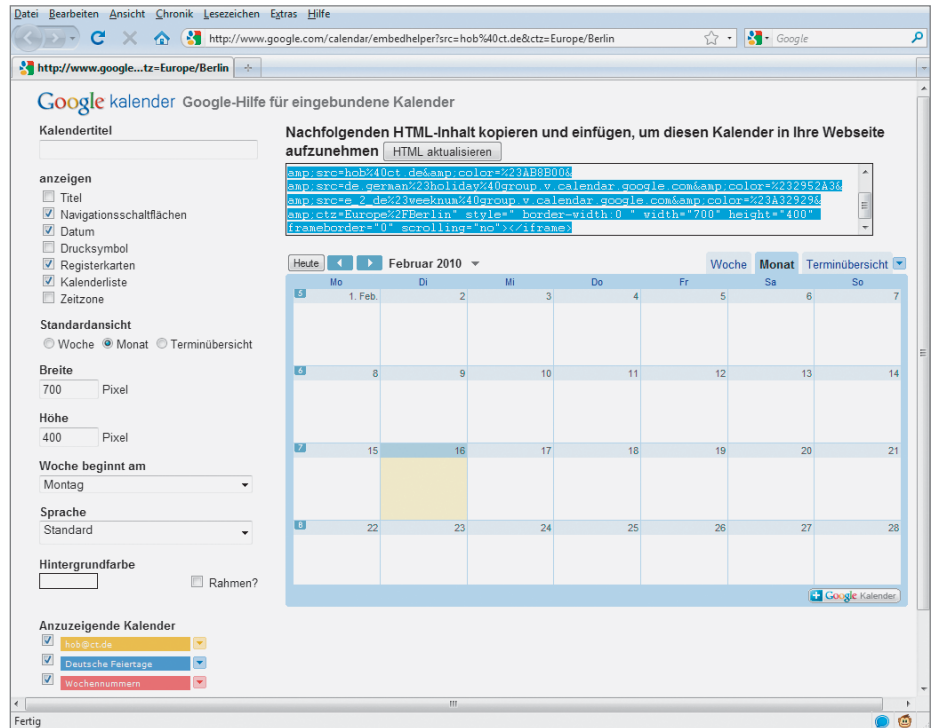 Datei Bearbeiten Ansicht Chronik Lesezeichen Extras Hilfe
http://www.google.com/calendar/embedhelper?src=hob%40ct.de&ctz=Europe/Berlin
Google
http://www.google...tz=Europe/Berlin
Google kalender Google-Hilfe für eingebundene Kalender
Kalendertitel
anzeigen
Titel
Navigationsschaltflächen
Datum
Drucksymbol
Registerkarten
Kalenderliste
Zeitzone
Standardansicht
Woche Monat Terminübersicht
Breite
700 Pixel
Höhe
400 Pixel
Woche beginnt am
Montag
Sprache
Standard
Hintergrundfarbe
Rahmen?
Anzuzeigende Kalender
hob@ct.de
Deutsche Feiertage
Wochennummern
Nachfolgenden HTML-Inhalt kopieren und einfügen, um diesen Kalender in Ihre Webseite
aufzunehmen HTML aktualisieren
amp;src=hob%40ct.de&amp;color=%23AB8B00&
amp;src=de.german%23holiday%40group.v.calendar.google.com&amp;color=%232952A3&
amp;src=e_2_de%23weeknum%40group.v.calendar.google.com&amp;color=%23A32929&
amp;ctz=Europe%2FBerlin" style=" border-width:0 " width="700" height="400"
frameborder="0" scrolling="no"></iframe>
Heute Februar 2010 Woche Monat Terminübersicht
Mo Di Mi Do Fr Sa So
5 1. Feb. 2 3 4 5 6 7
6 8 9 10 11 12 13 14
7 15 16 17 18 19 20 21
8 22 23 24 25 26 27 28
Google Kalender
Fertig